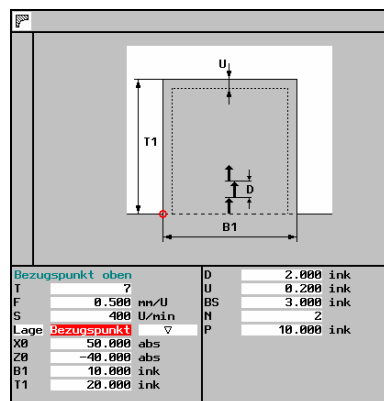 U
T1
D
B1
Bezugspunkt oben
T 7
F 0.500 mm/U
S 400 U/min
Lage Bezugspunkt
X0 50.000 abs
Z0 -40.000 abs
B1 10.000 ink
T1 20.000 ink
D 2.000 ink
U 0.200 ink
BS 3.000 ink
N 2
P 10.000 ink